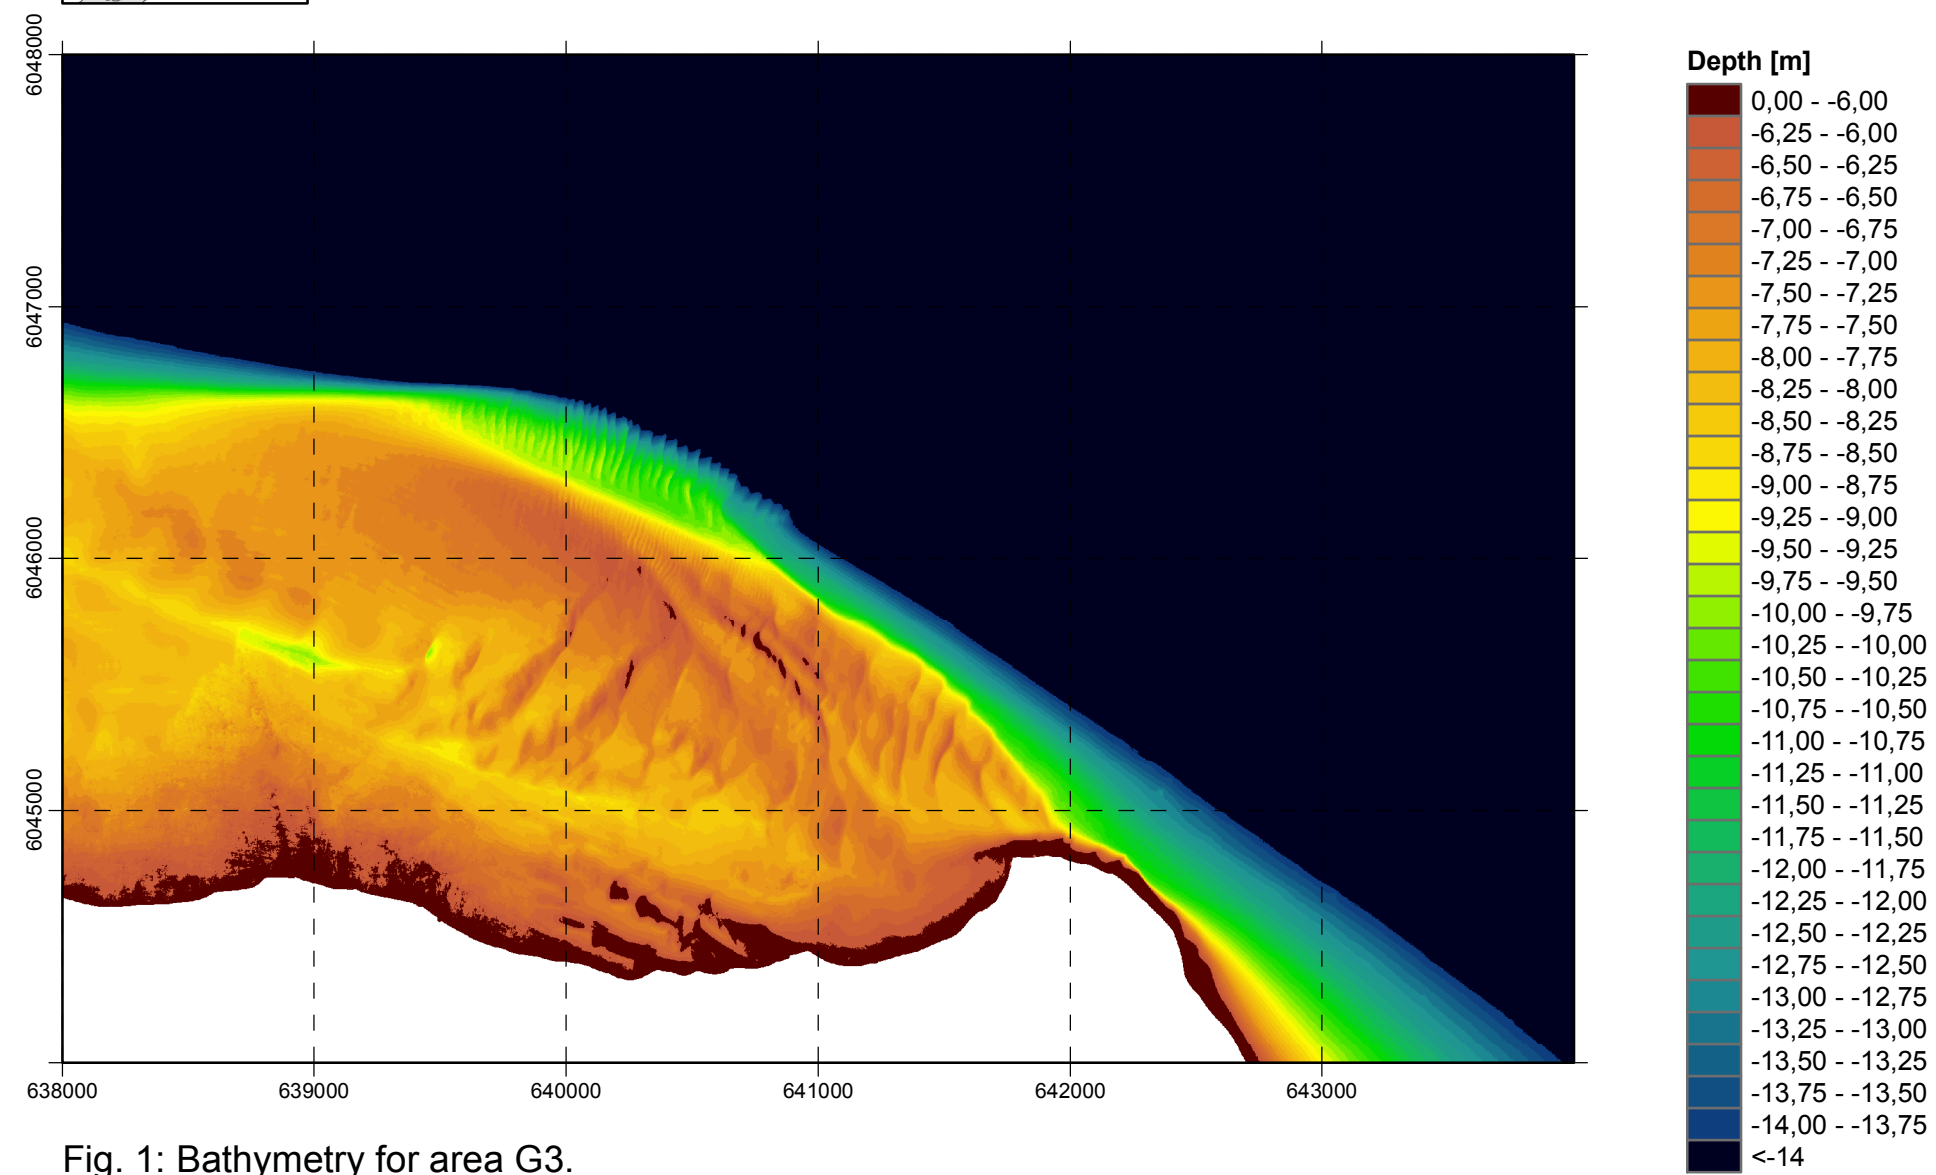 6048000
6047000
6046000
6045000
638000
639000
640000
641000
642000
643000
Depth [m]
0,00 - -6,00
-6,25 - -6,00
-6,50 - -6,25
-6,75 - -6,50
-7,00 - -6,75
-7,25 - -7,00
-7,50 - -7,25
-7,75 - -7,50
-8,00 - -7,75
-8,25 - -8,00
-8,50 - -8,25
-8,75 - -8,50
-9,00 - -8,75
-9,25 - -9,00
-9,50 - -9,25
-9,75 - -9,50
-10,00 - -9,75
-10,25 - -10,00
-10,50 - -10,25
-10,75 - -10,50
-11,00 - -10,75
-11,25 - -11,00
-11,50 - -11,25
-11,75 - -11,50
-12,00 - -11,75
-12,25 - -12,00
-12,50 - -12,25
-12,75 - -12,50
-13,00 - -12,75
-13,25 - -13,00
-13,50 - -13,25
-13,75 - -13,50
-14,00 - -13,75
<-14
Fig. 1: Bathymetry for area G3.